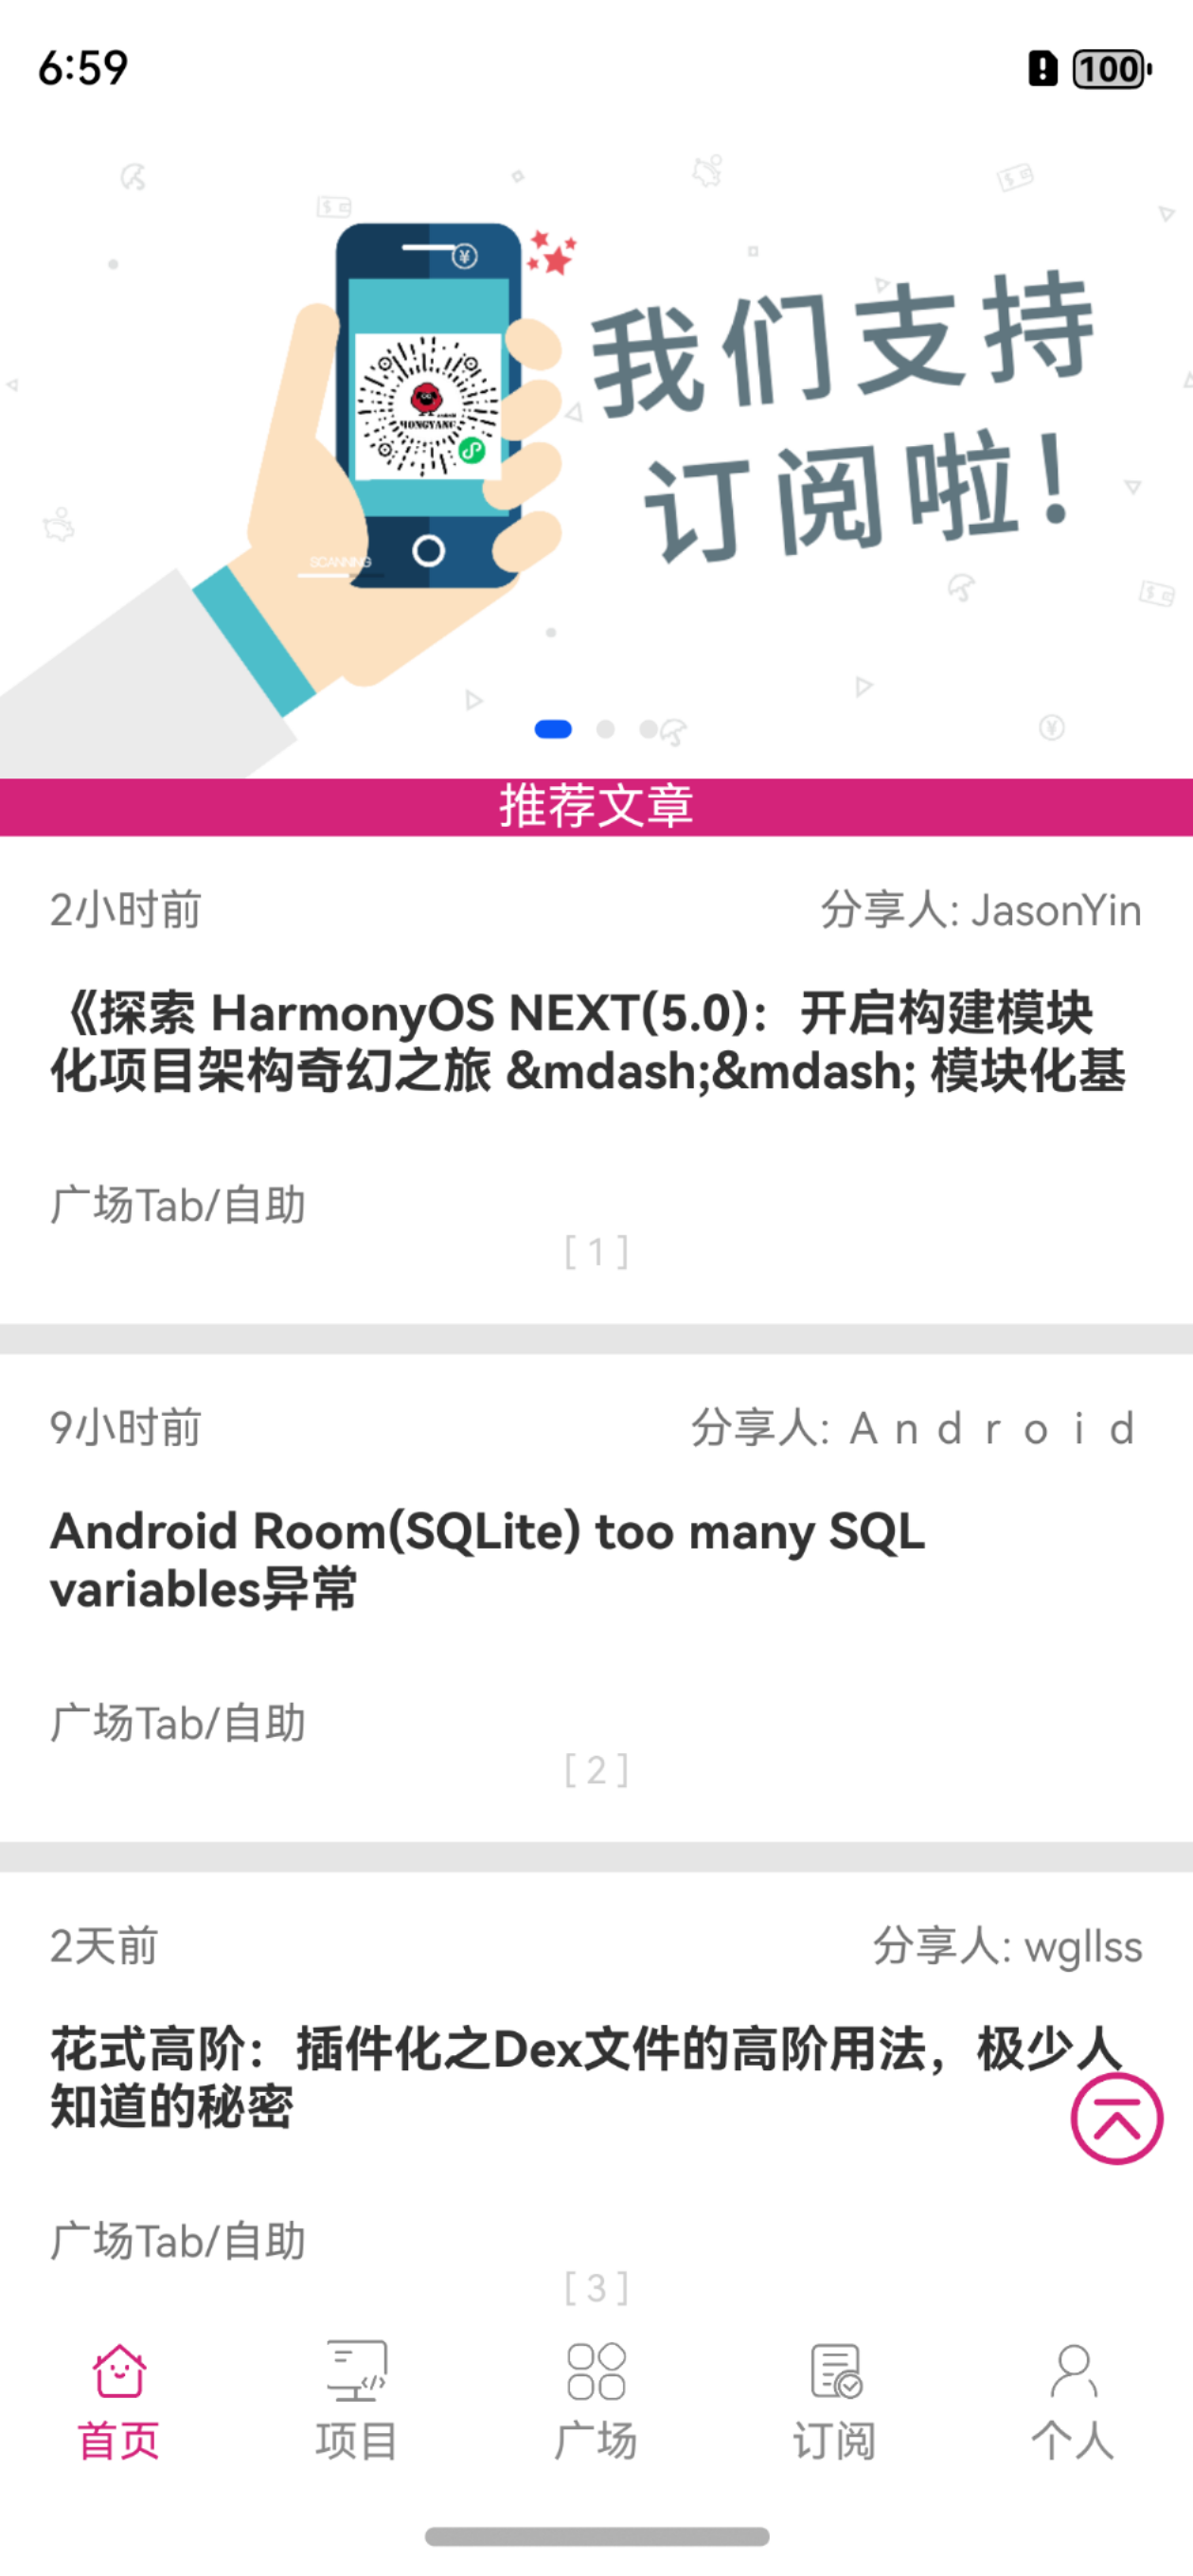 6:59
100
我们支持
订阅啦!
HONGYANG
SCANNING
推荐文章
2小时前
分享人: JasonYin
《探索 HarmonyOS NEXT(5.0)：开启构建模块
化项目架构奇幻之旅 &mdash;&mdash; 模块化基
广场Tab/自助
[ 1 ]
9小时前
分享人: A n d r o i d
Android Room(SQLite) too many SQL
variables异常
广场Tab/自助
[ 2 ]
2天前
分享人: wgllss
花式高阶：插件化之Dex文件的高阶用法，极少人
知道的秘密
广场Tab/自助
[ 3 ]
首页
项目
广场
订阅
个人